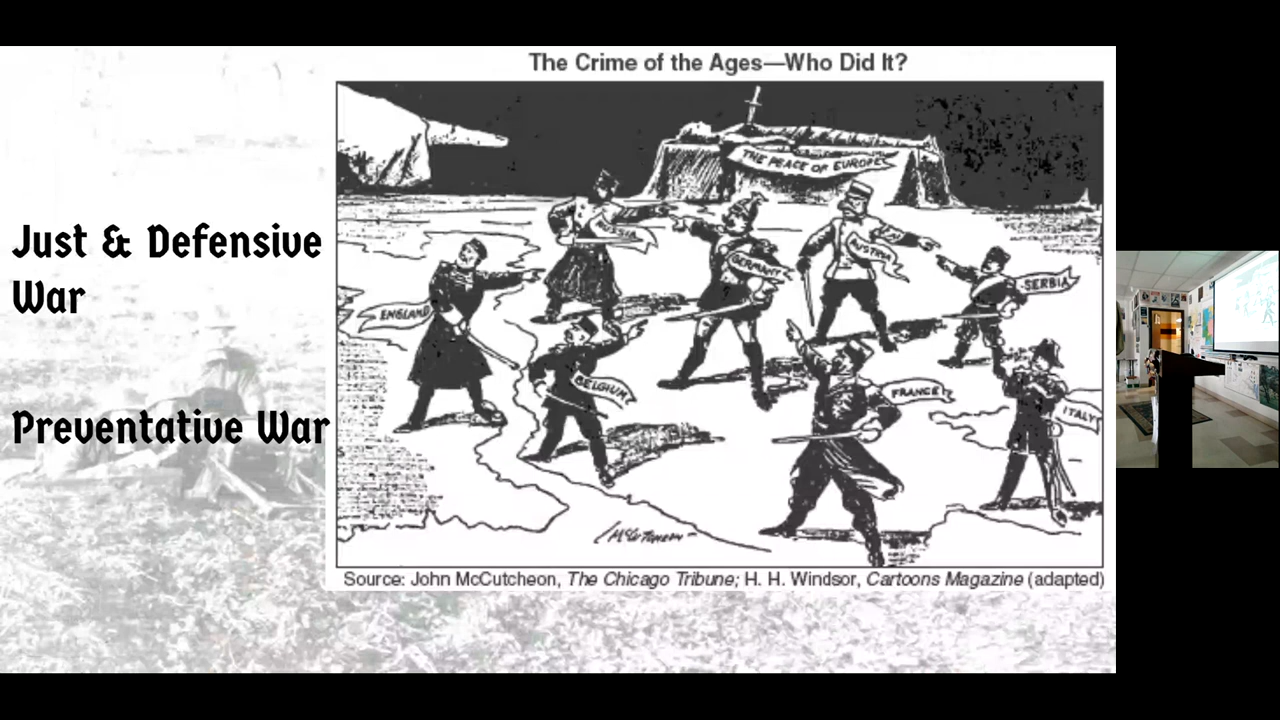 The Crime of the Ages—Who Did It?
Just & Defensive
War
Preventative War
THE PEACE OF EUROPE
RUSSIA
GERMANY
AUSTRIA
SERBIA
ENGLAND
BELGIUM
FRANCE
ITALY
McCutcheon
Source: John McCutcheon, The Chicago Tribune; H. H. Windsor, Cartoons Magazine (adapted)